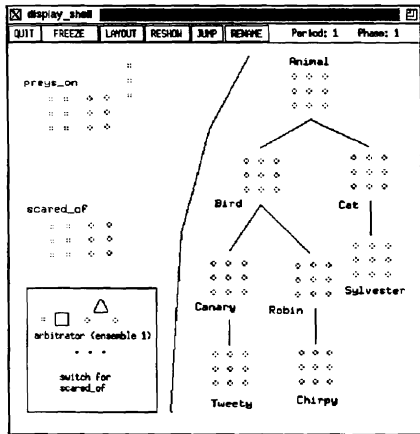 display_shell
QUIT FREEZE LAYOUT RESHOW JUMP RENAME Period: 1 Phase: 1
Animal
preys_on
Bird Cat
scared_of
Sylvester
Canary Robin
arbitrator (ensemble 1)
switch for
scared_of
Tweety Chirpy